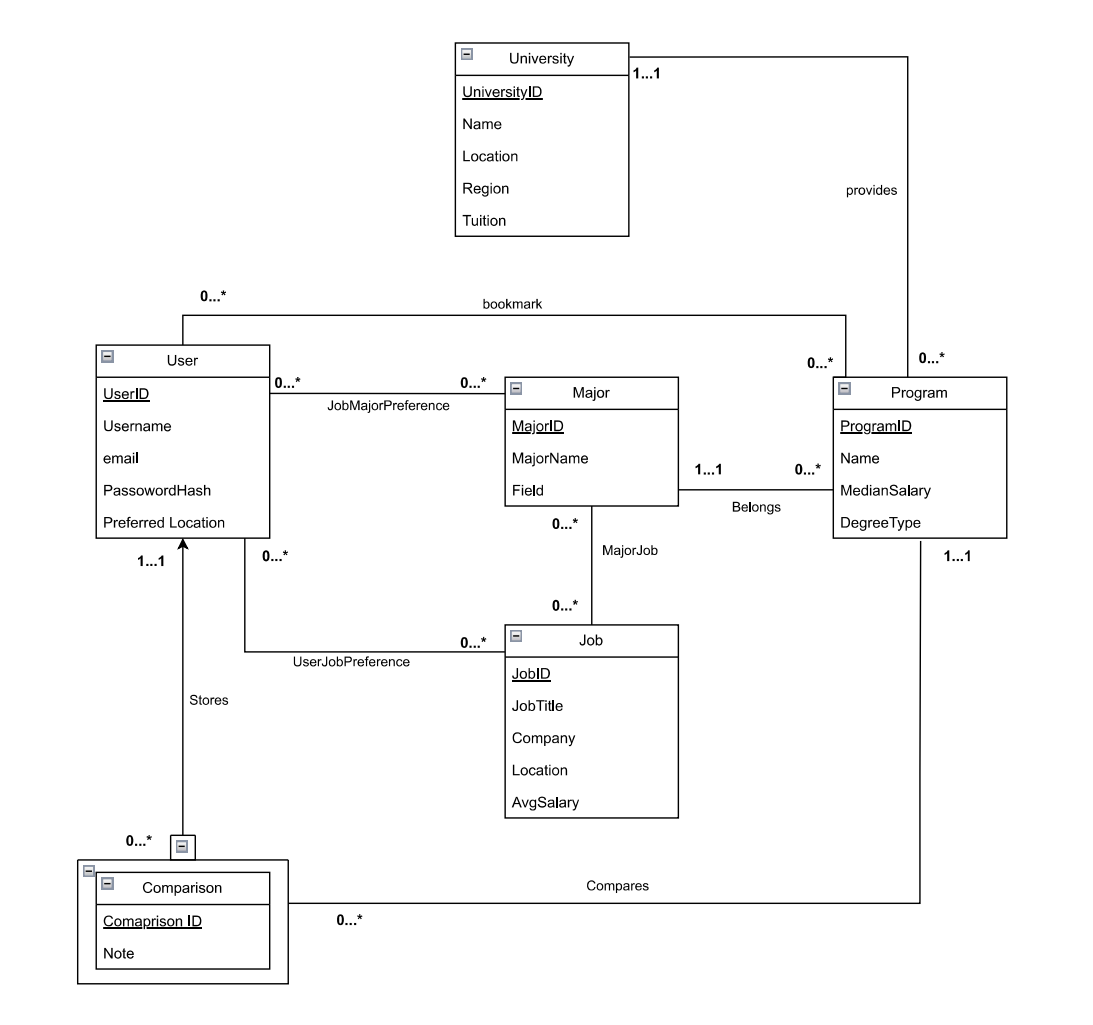 University
UniversityID
Name
Location
Region
Tuition
1...1
provides
0...*
bookmark
0...*
0...*
User
UserID
Username
email
PassowordHash
Preferred Location
0...*
JobMajorPreference
0...*
Major
MajorID
MajorName
Field
1...1
Belongs
0...*
Program
ProgramID
Name
MedianSalary
DegreeType
1...1
0...*
0...*
MajorJob
0...*
1...1
0...*
UserJobPreference
Job
JobID
JobTitle
Company
Location
AvgSalary
Stores
0...*
Comparison
Comaprison ID
Note
Compares
0...*